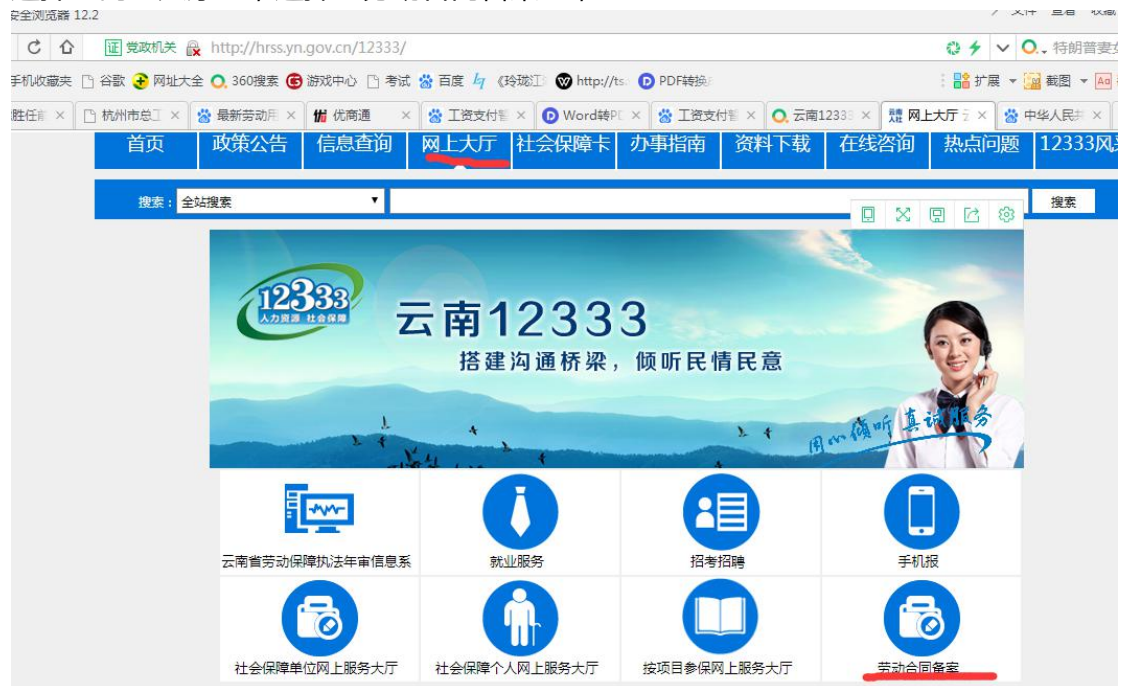 安全浏览器 12.2
文件 查看 收藏
证 党政机关 http://hrss.yn.gov.cn/12333/
特朗普妻女
手机收藏夹 谷歌 网址大全 360搜索 游戏中心 考试 百度 《玲珑江 http://ts. PDF转换
扩展 截图
胜任 杭州市总工 最新劳动用 优商通 工资支付 Word转P 工资支付 云南1233 网上大厅 中华人民
首页 政策公告 信息查询 网上大厅 社会保障卡 办事指南 资料下载 在线咨询 热点问题 12333风采
搜索：全站搜索
搜索
12333
人力资源 社会保障
云南12333
搭建沟通桥梁，倾听民情民意
用心倾听 真诚服务
云南省劳动保障执法年审信息系
就业服务
招考招聘
手机报
社会保障单位网上服务大厅
社会保障个人网上服务大厅
按项目参保网上服务大厅
劳动合同备案